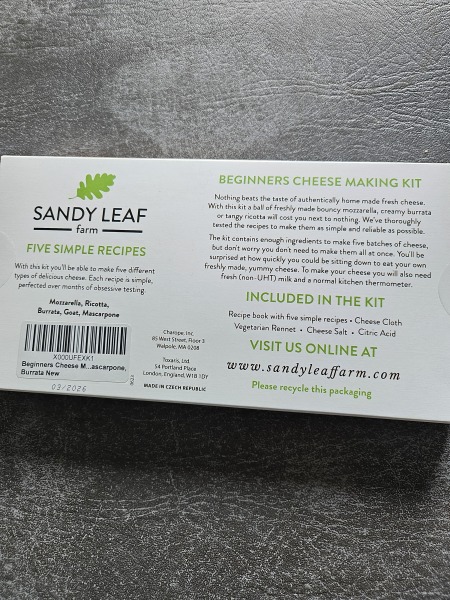 SANDY LEAF
farm
FIVE SIMPLE RECIPES
With this kit you'll be able to make five different
types of delicious cheese. Each recipe is simple,
perfected over months of obsessive testing.
Mozzarella, Ricotta,
Burrata, Goat, Mascarpone
X000UFEXK1
Beginners Cheese M...ascarpone,
Burrata New
03/2026
Charope, Inc.
85 West Street, Floor 3
Walpole, MA 0208
Toxaris, Ltd.
54 Portland Place
London, England, W1B 1DY
MADE IN CZECH REPUBLIC
BEGINNERS CHEESE MAKING KIT
Nothing beats the taste of authentically home made fresh cheese.
With this kit a ball of freshly made bouncy mozzarella, creamy burrata
or tangy ricotta will cost you next to nothing. We've thoroughly
tested the recipes to make them as simple and reliable as possible.
The kit contains enough ingredients to make five batches of cheese,
but don't worry you don't need to make them all at once. You'll be
surprised at how quickly you could be sitting down to eat your own
freshly made, yummy cheese. To make your cheese you will also need
fresh (non-UHT) milk and a normal kitchen thermometer.
INCLUDED IN THE KIT
Recipe book with five simple recipes • Cheese Cloth
Vegetarian Rennet • Cheese Salt • Citric Acid
VISIT US ONLINE AT
www.sandyleaffarm.com
Please recycle this packaging